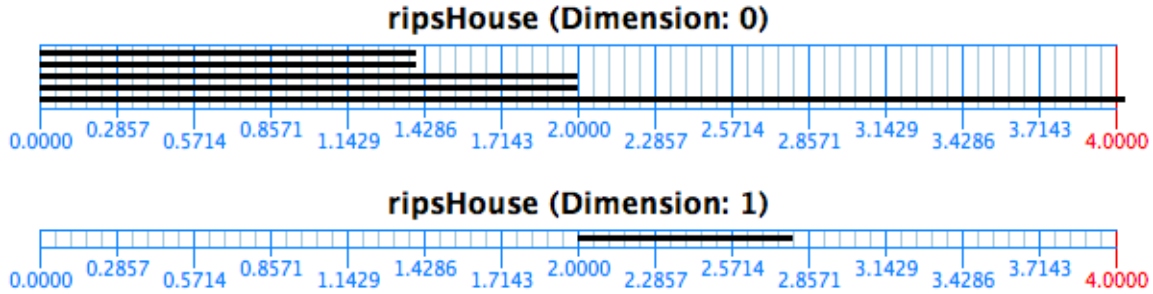 ripsHouse (Dimension: 0)
0.0000 0.2857 0.5714 0.8571 1.1429 1.4286 1.7143 2.0000 2.2857 2.5714 2.8571 3.1429 3.4286 3.7143 4.0000
ripsHouse (Dimension: 1)
0.0000 0.2857 0.5714 0.8571 1.1429 1.4286 1.7143 2.0000 2.2857 2.5714 2.8571 3.1429 3.4286 3.7143 4.0000